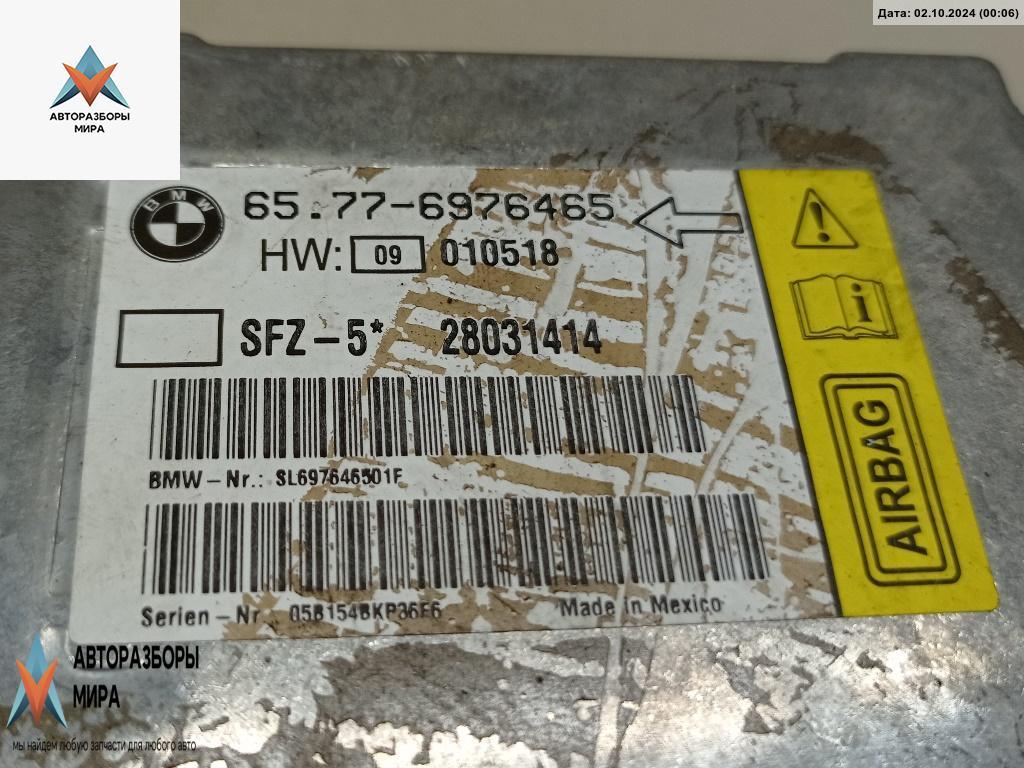 Дата: 02.10.2024 (00:06)
АВТОРАЗБОРЫ
МИРА
BMW
65.77-6976465
HW: 09 010518
SFZ-5* 28031414
BMW-Nr.: SL697646501F
Serien-Nr 05B154BKP36F6
Made in Mexico
AIRBAG
АВТОРАЗБОРЫ
МИРА
мы найдем любую запчасти для любого авто